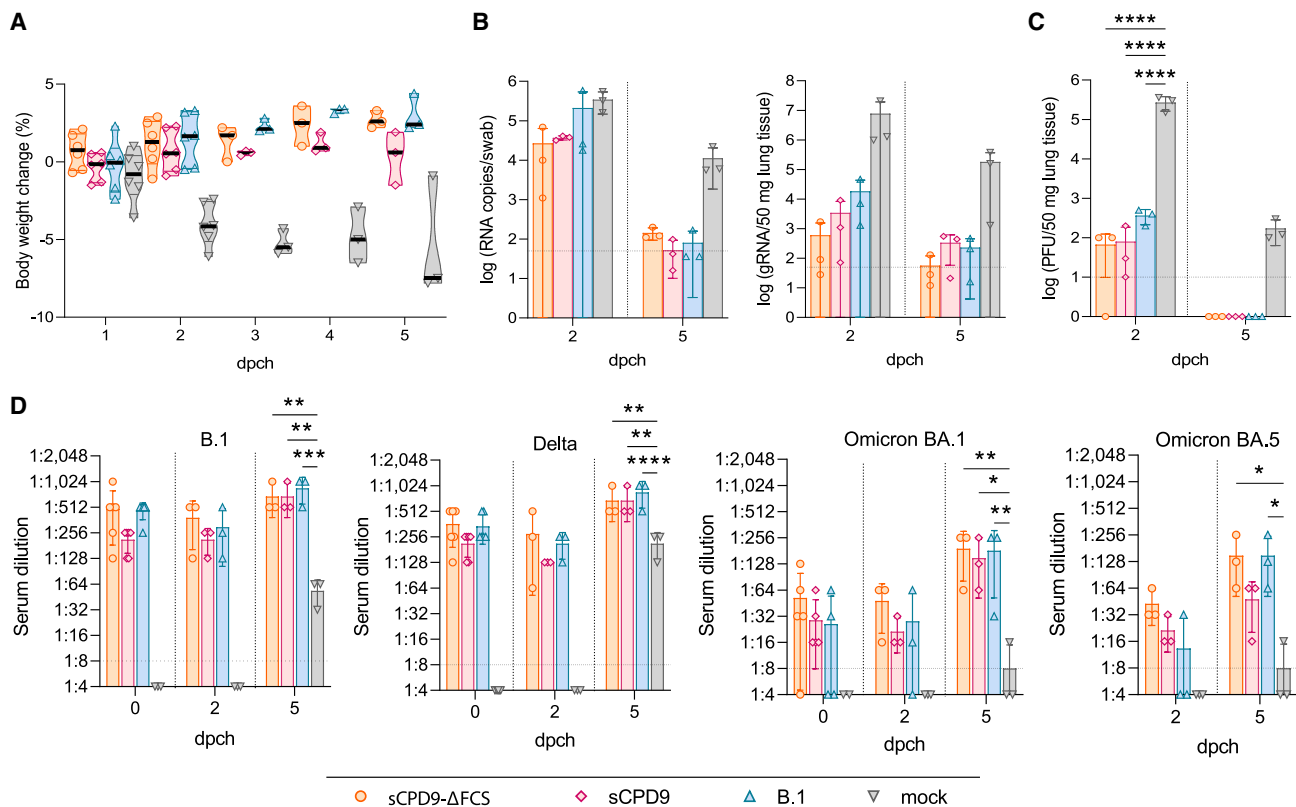 A
Body weight change (%)
5
0
-5
-10
1 2 3 4 5
dpch
B
log (RNA copies/swab)
6
5
4
3
2
1
0
2 5
dpch
log (gRNA/50 mg lung tissue)
8
7
6
5
4
3
2
1
0
2 5
dpch
C
****
****
****
log (PFU/50 mg lung tissue)
6
5
4
3
2
1
0
2 5
dpch
D
B.1
**
**
***
Serum dilution
1:2,048
1:1,024
1:512
1:256
1:128
1:64
1:32
1:16
1:8
1:4
0 2 5
dpch
Delta
**
**
****
Serum dilution
1:2,048
1:1,024
1:512
1:256
1:128
1:64
1:32
1:16
1:8
1:4
0 2 5
dpch
Omicron BA.1
**
*
**
Serum dilution
1:2,048
1:1,024
1:512
1:256
1:128
1:64
1:32
1:16
1:8
1:4
0 2 5
dpch
Omicron BA.5
*
*
Serum dilution
1:2,048
1:1,024
1:512
1:256
1:128
1:64
1:32
1:16
1:8
1:4
2 5
dpch
sCPD9-ΔFCS sCPD9 B.1 mock